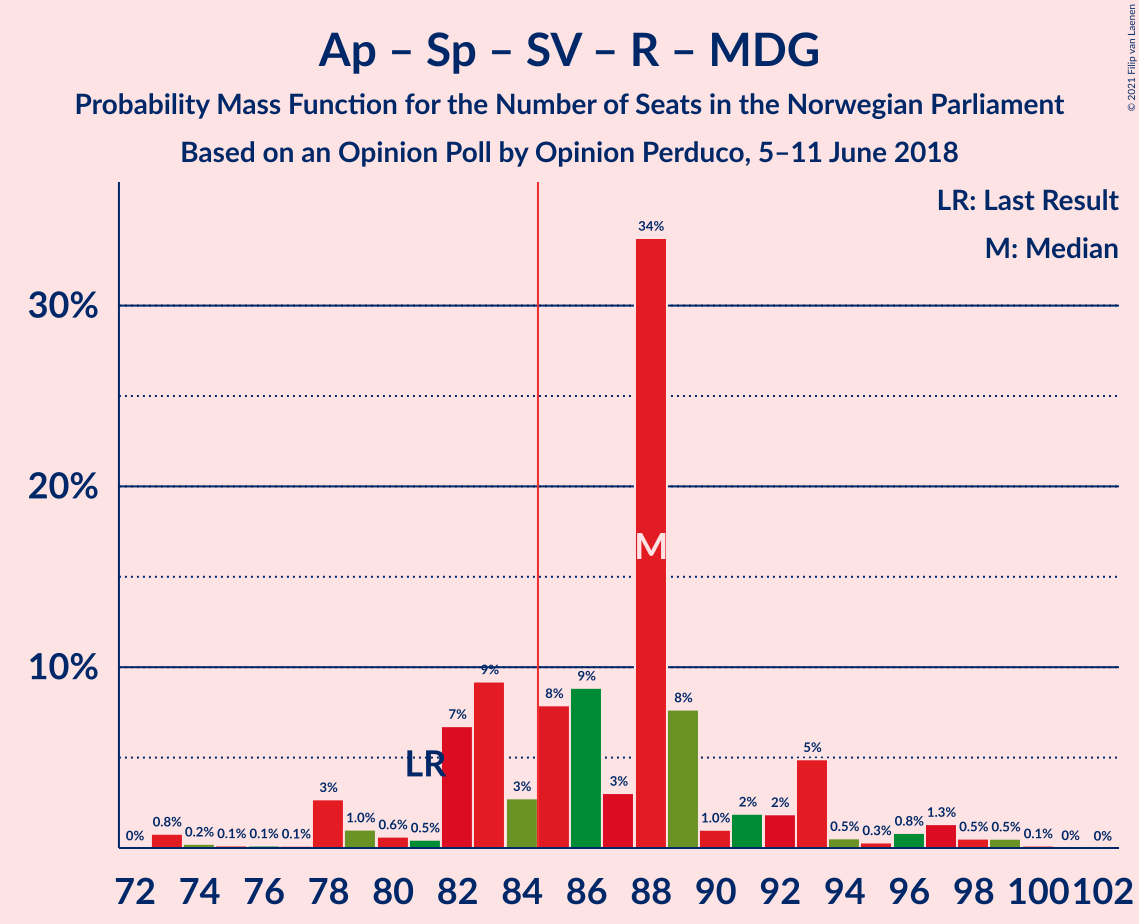 Ap – Sp – SV – R – MDG
Probability Mass Function for the Number of Seats in the Norwegian Parliament
Based on an Opinion Poll by Opinion Perduco, 5–11 June 2018
© 2021 Filip van Laenen
LR: Last Result
M: Median
30%
20%
10%
0% 0.8% 0.2% 0.1% 0.1% 0.1% 3% 1.0% 0.6% 0.5% 7% 9% 3% 8% 9% 3% 34% 8% 1.0% 2% 2% 5% 0.5% 0.3% 0.8% 1.3% 0.5% 0.5% 0.1% 0% 0%
LR
M
72 74 76 78 80 82 84 86 88 90 92 94 96 98 100 102